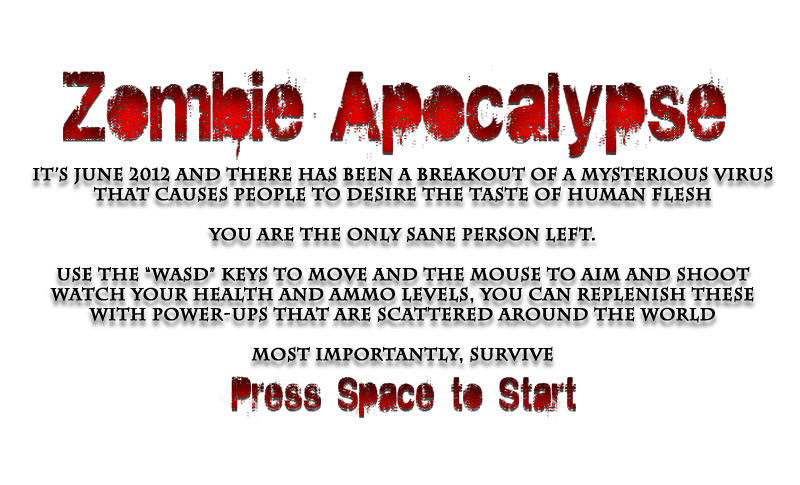 Zombie Apocalypse
IT'S JUNE 2012 AND THERE HAS BEEN A BREAKOUT OF A MYSTERIOUS VIRUS
THAT CAUSES PEOPLE TO DESIRE THE TASTE OF HUMAN FLESH
YOU ARE THE ONLY SANE PERSON LEFT.
USE THE “WASD” KEYS TO MOVE AND THE MOUSE TO AIM AND SHOOT
WATCH YOUR HEALTH AND AMMO LEVELS, YOU CAN REPLENISH THESE
WITH POWER-UPS THAT ARE SCATTERED AROUND THE WORLD
MOST IMPORTANTLY, SURVIVE
Press Space to Start